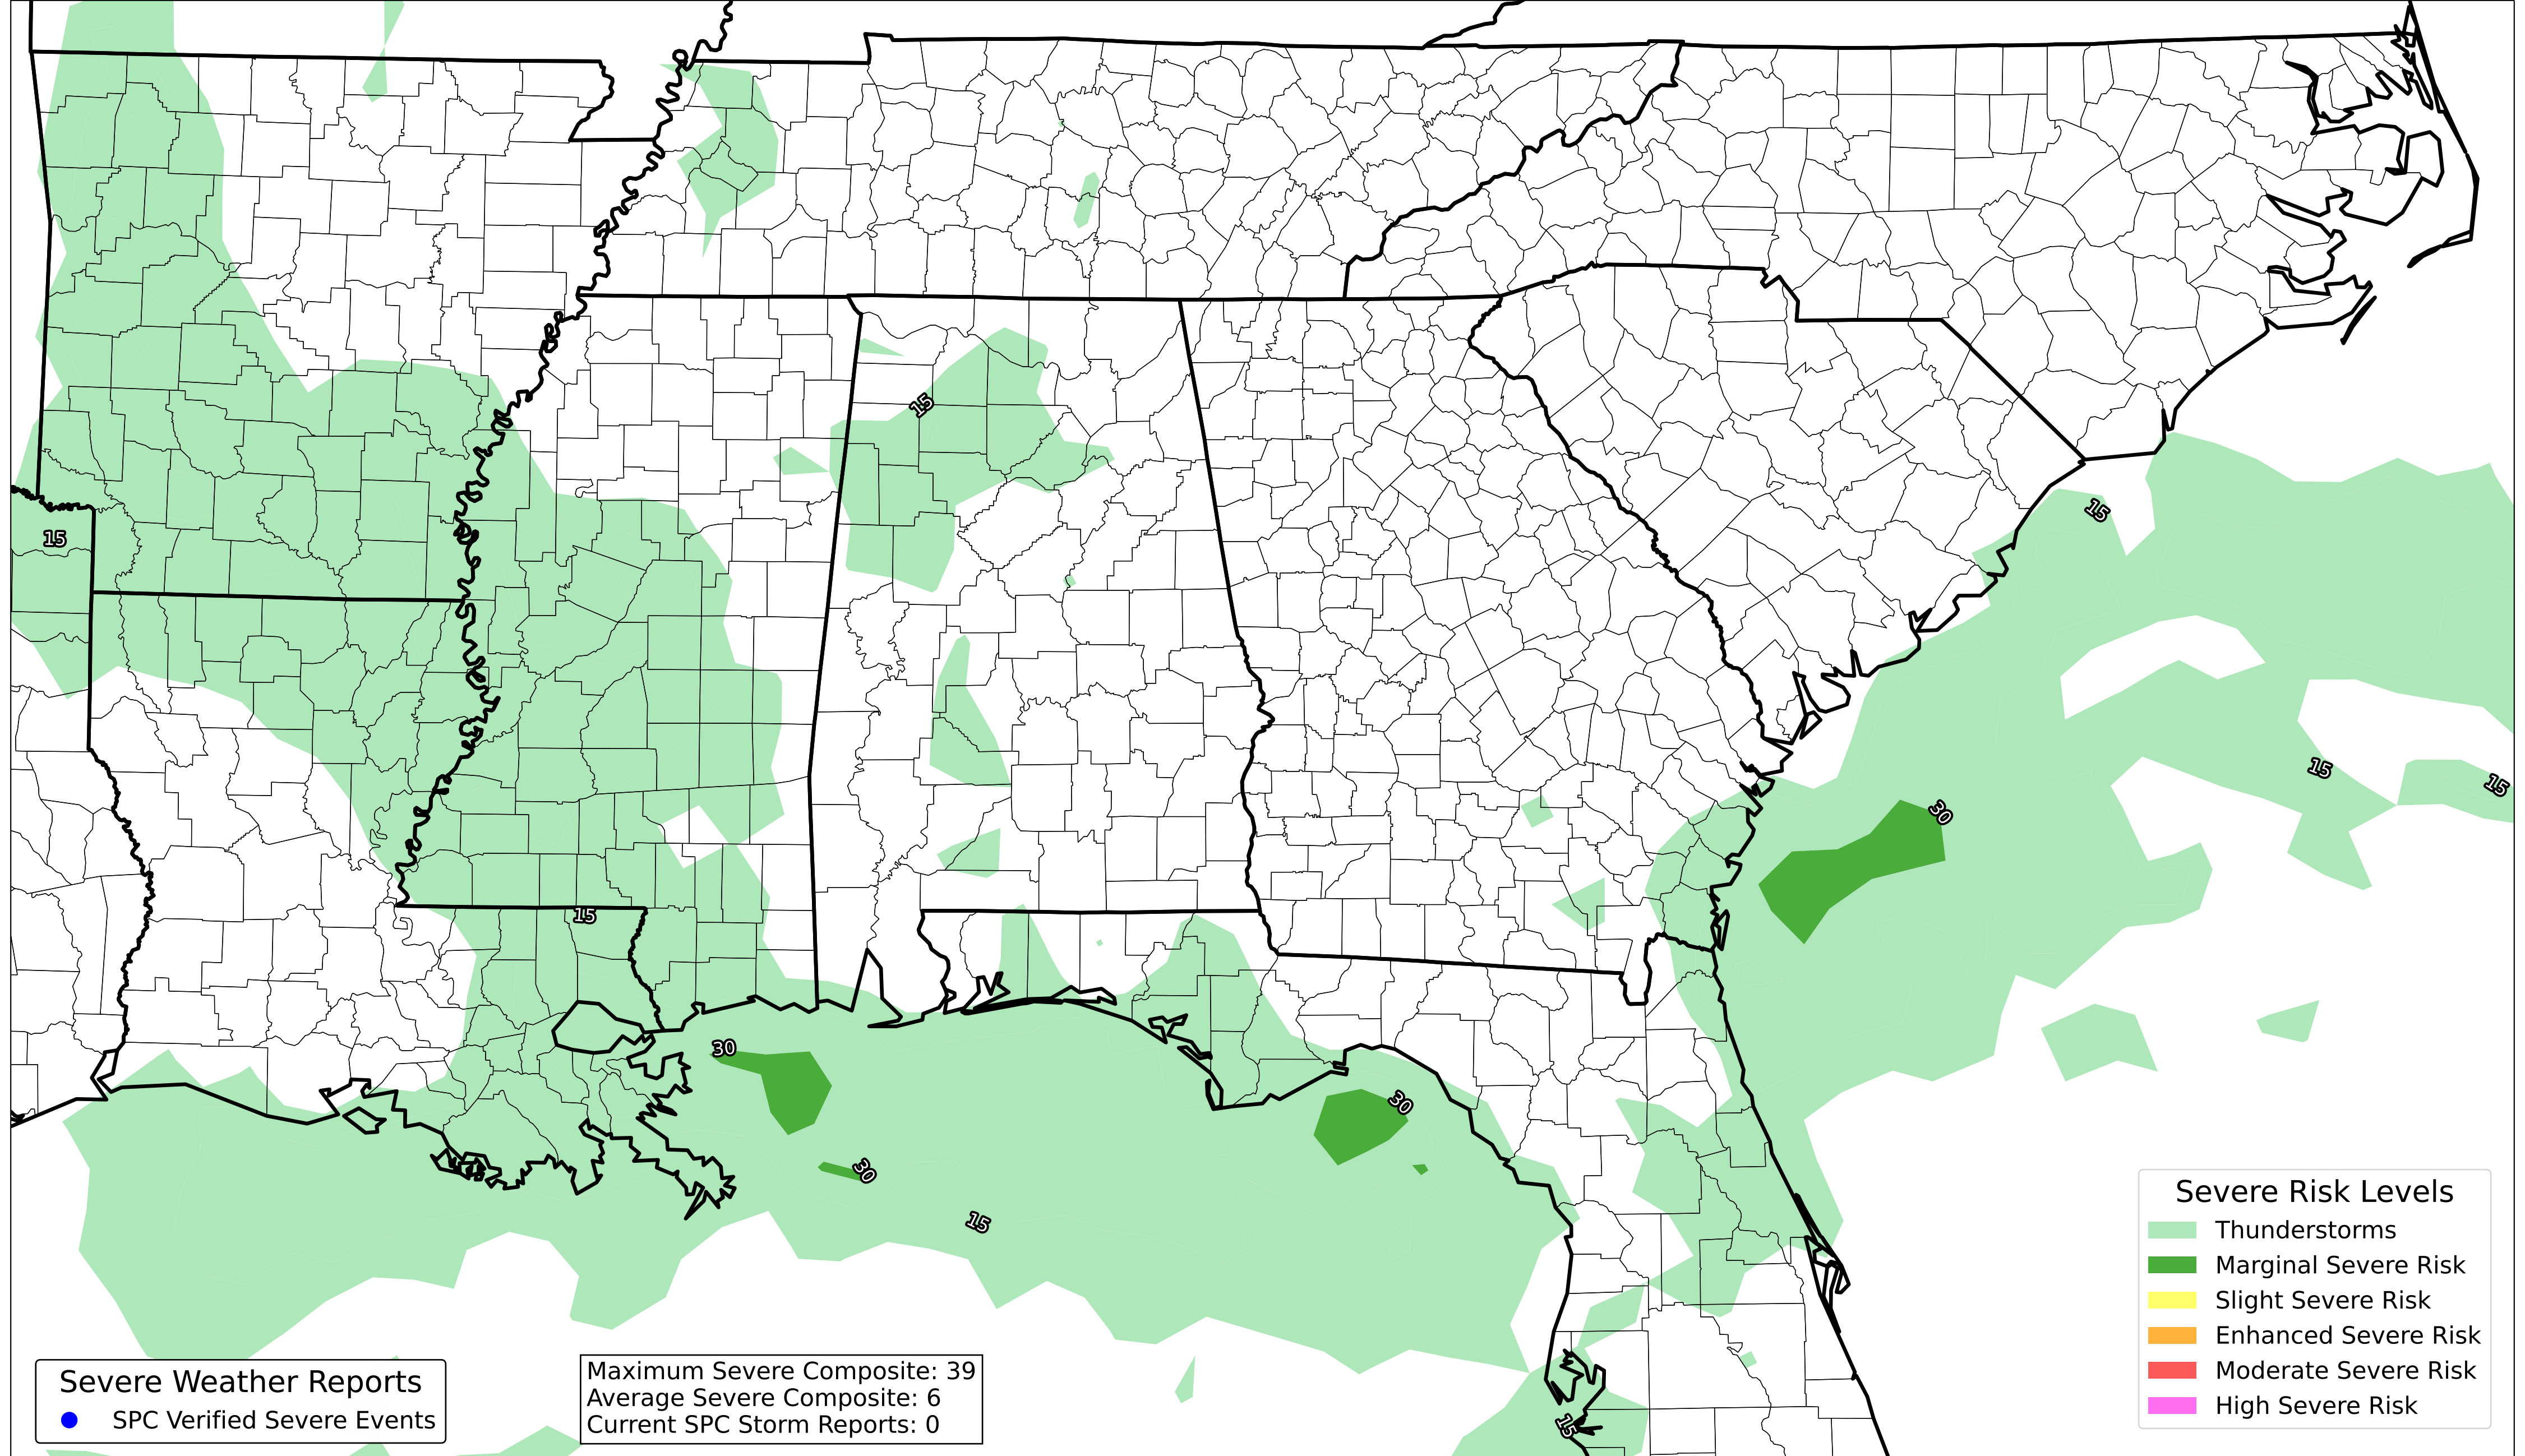 15
15
15
15
15
30
15
30
30
30
15
15
Severe Risk Levels
Thunderstorms
Marginal Severe Risk
Slight Severe Risk
Enhanced Severe Risk
Moderate Severe Risk
High Severe Risk
Severe Weather Reports
SPC Verified Severe Events
Maximum Severe Composite: 39
Average Severe Composite: 6
Current SPC Storm Reports: 0